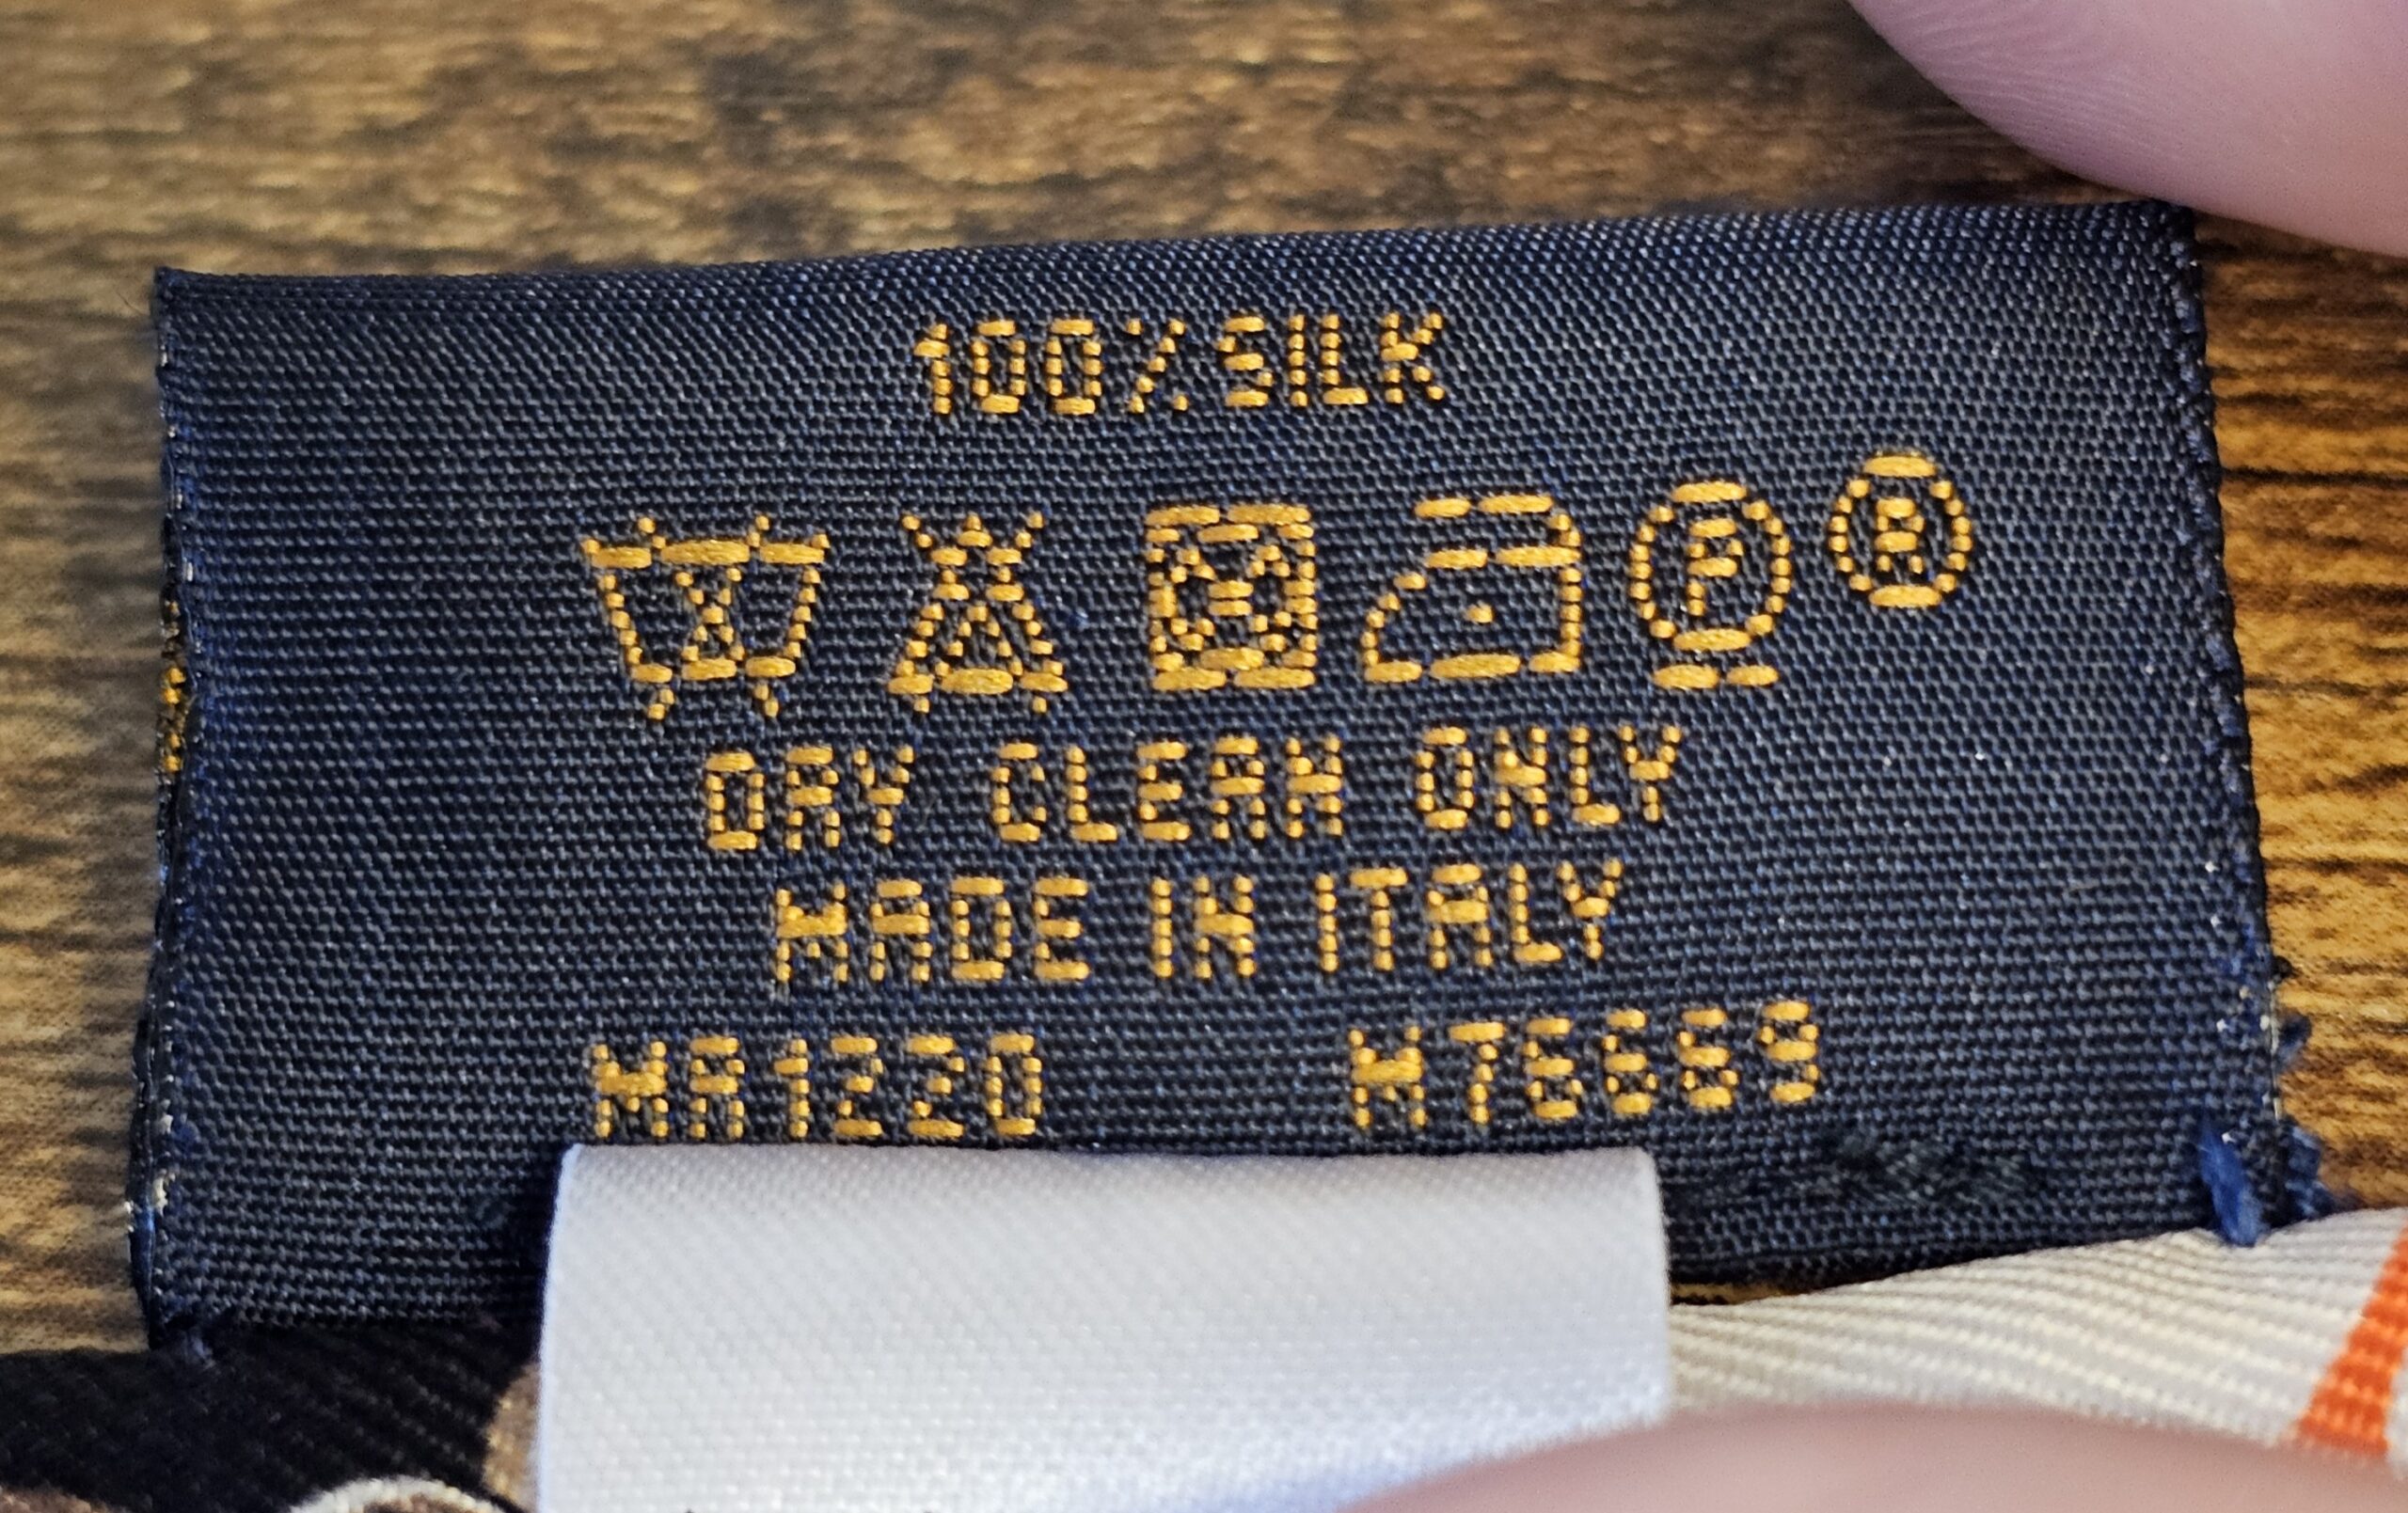 100% SILK
F ®
DRY CLEAN ONLY
MADE IN ITALY
MA1220 M76669